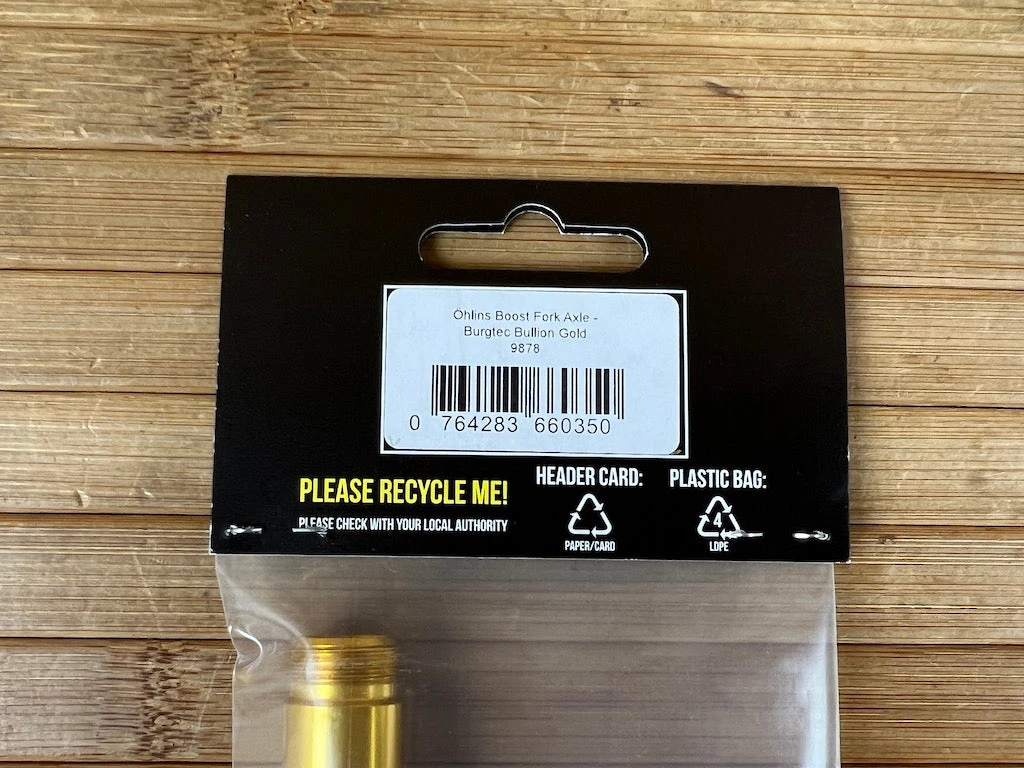 Öhlins Boost Fork Axle -
Burgtec Bullion Gold
9878
0 764283 660350
PLEASE RECYCLE ME!
PLEASE CHECK WITH YOUR LOCAL AUTHORITY
HEADER CARD:
PAPER/CARD
PLASTIC BAG:
4
LDPE